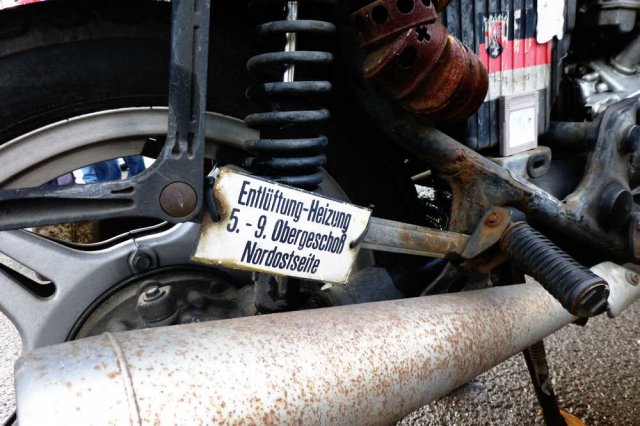 Entlüftung-Heizung
5. - 9. Obergeschoß
Nordostseite